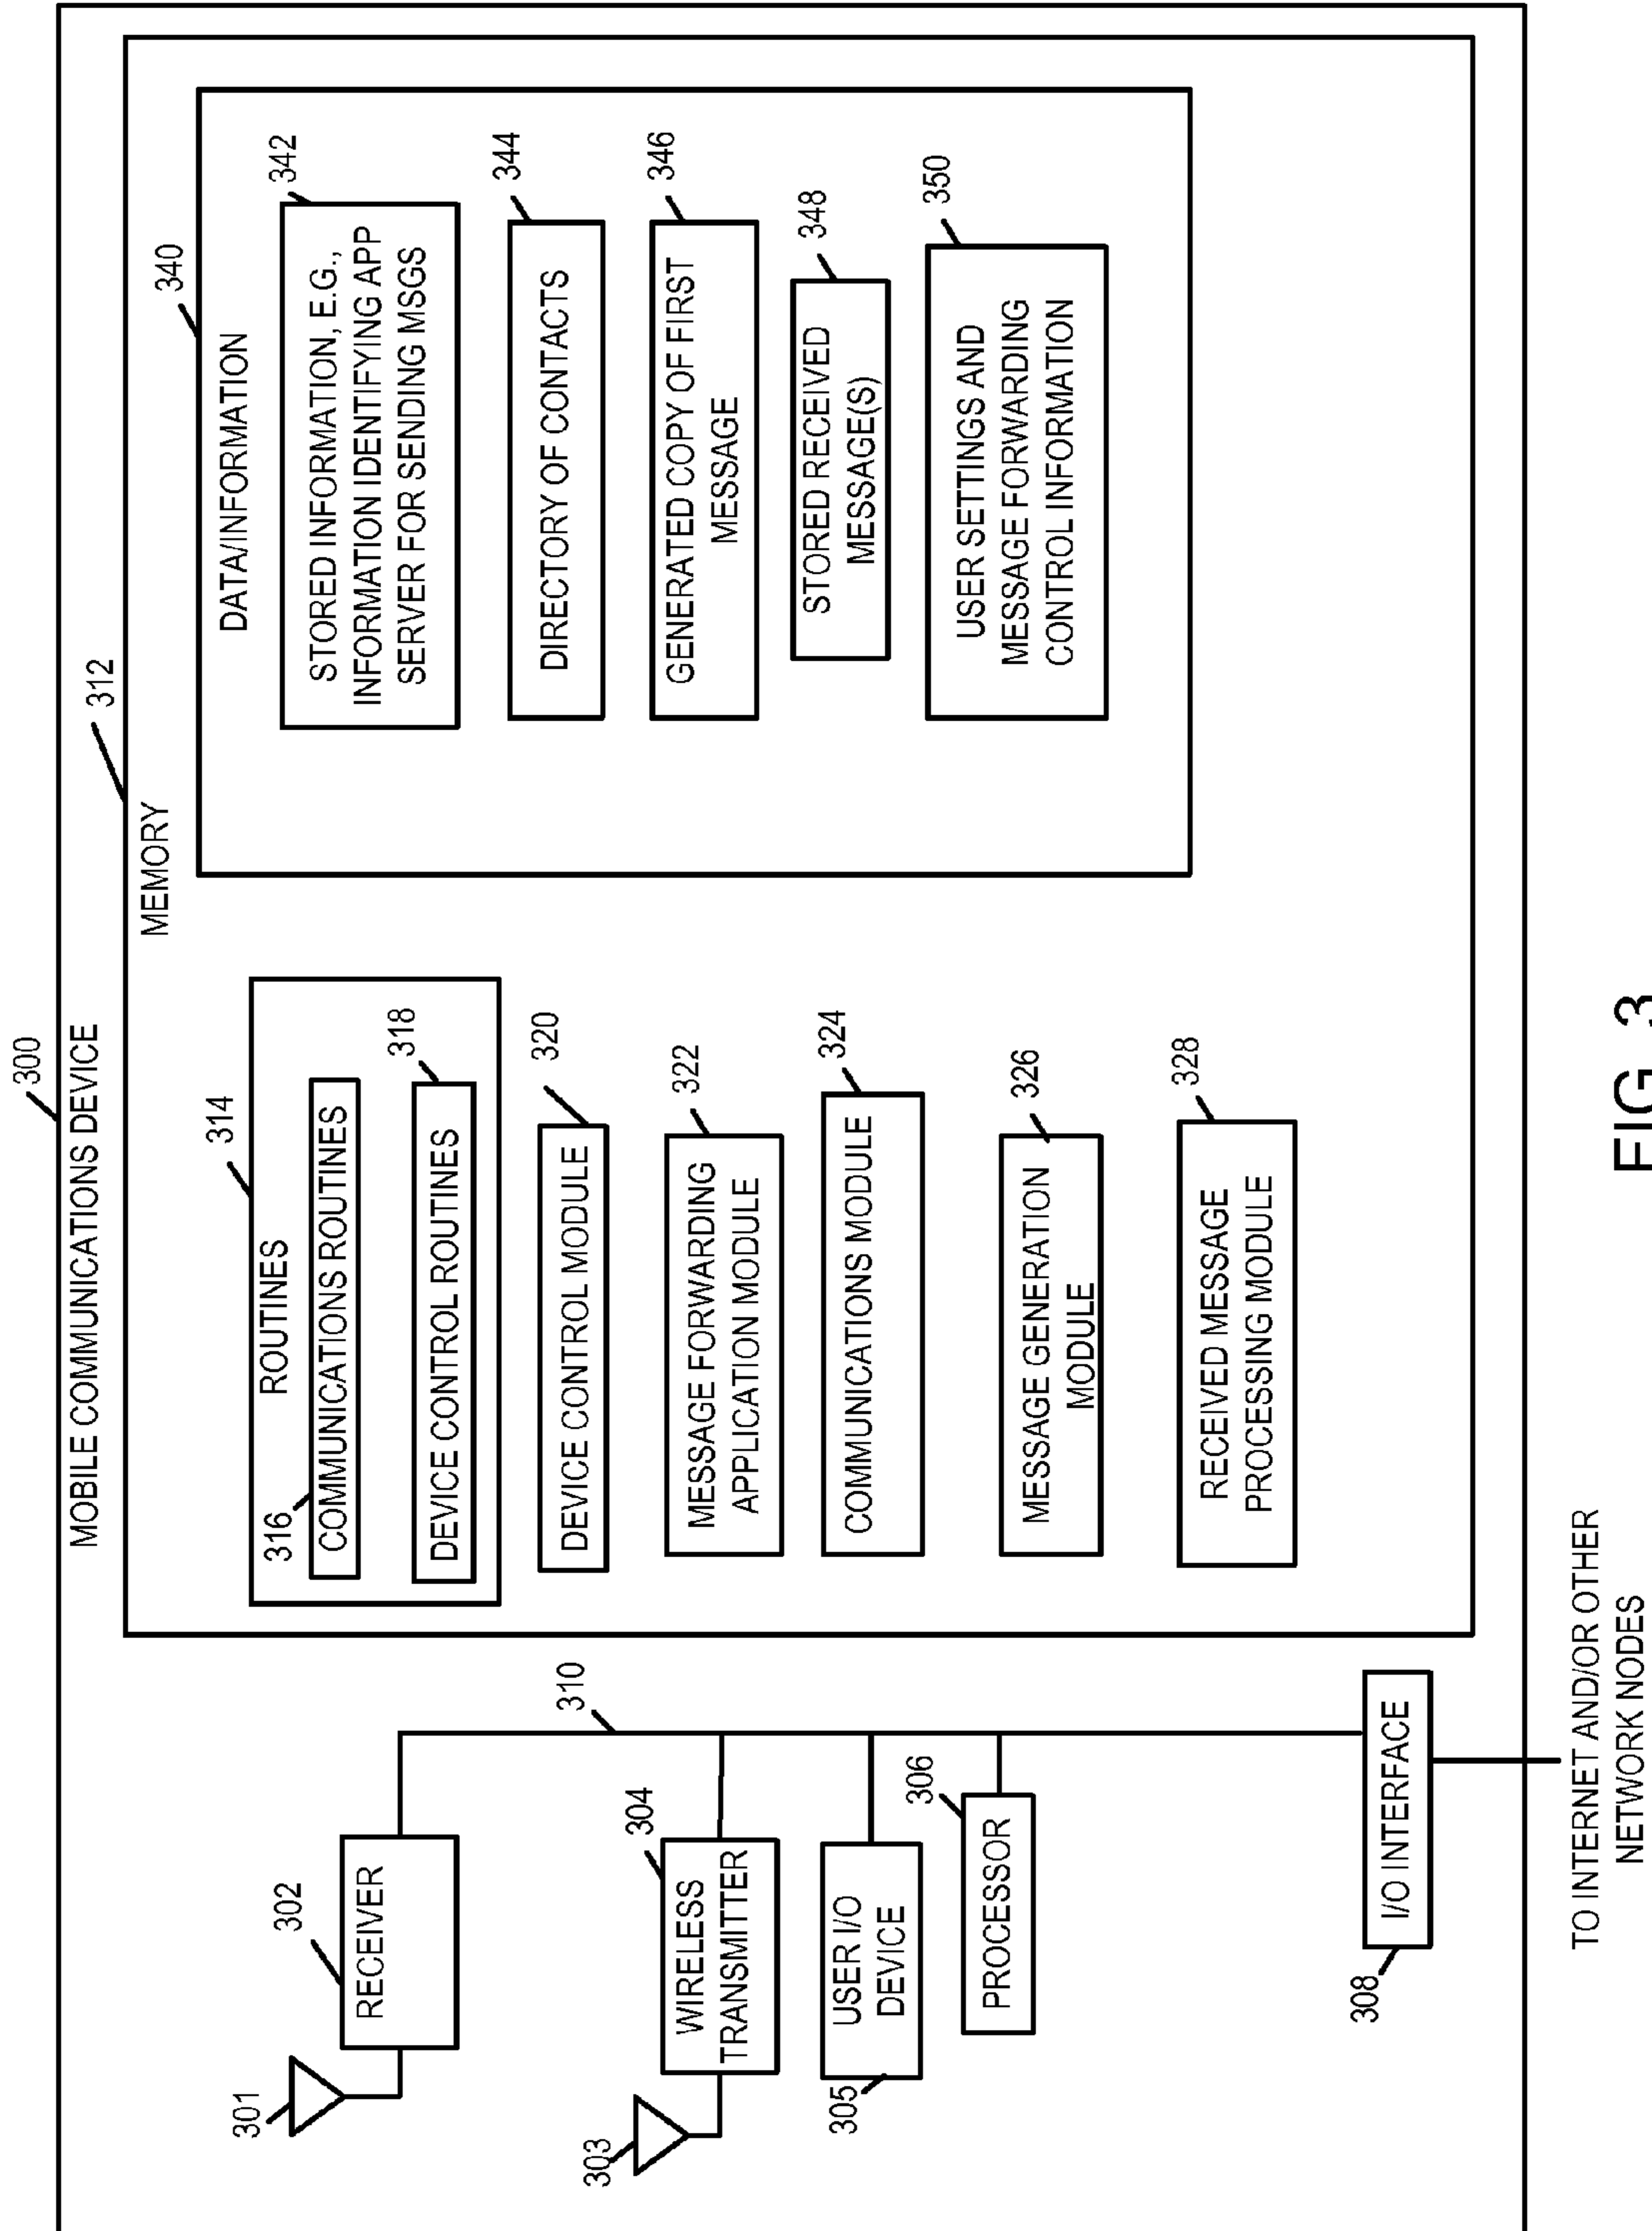 300
MOBILE COMMUNICATIONS DEVICE
301
302
RECEIVER
303
304
WIRELESS
TRANSMITTER
305
USER I/O
DEVICE
306
PROCESSOR
310
308
I/O INTERFACE
TO INTERNET AND/OR OTHER
NETWORK NODES
312
MEMORY
314
ROUTINES
316
COMMUNICATIONS ROUTINES
318
DEVICE CONTROL ROUTINES
320
DEVICE CONTROL MODULE
322
MESSAGE FORWARDING
APPLICATION MODULE
324
COMMUNICATIONS MODULE
326
MESSAGE GENERATION
MODULE
328
RECEIVED MESSAGE
PROCESSING MODULE
340
DATA/INFORMATION
342
STORED INFORMATION, E.G.,
INFORMATION IDENTIFYING APP
SERVER FOR SENDING MSGS
344
DIRECTORY OF CONTACTS
346
GENERATED COPY OF FIRST
MESSAGE
348
STORED RECEIVED
MESSAGE(S)
350
USER SETTINGS AND
MESSAGE FORWARDING
CONTROL INFORMATION
FIG 3